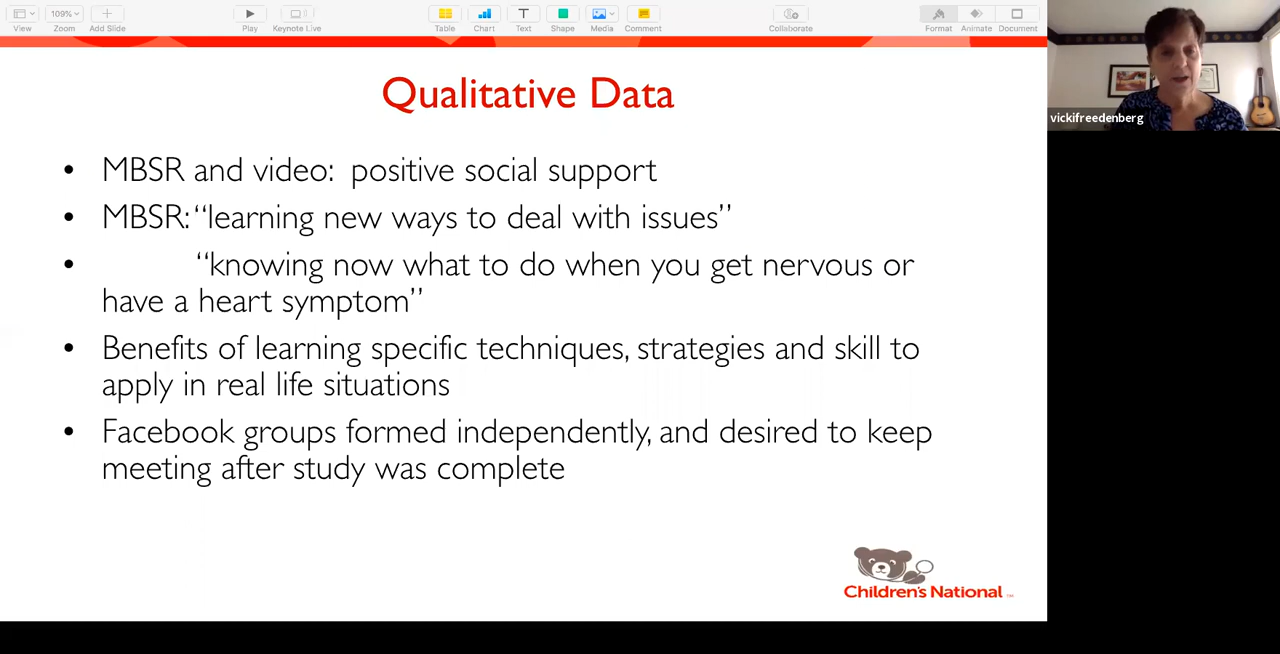 View
109%
Zoom
Add Slide
Play
Keynote Live
Table
Chart
Text
Shape
Media
Comment
Collaborate
Format
Animate
Document
vickifreedenberg
Qualitative Data
• MBSR and video: positive social support
• MBSR: “learning new ways to deal with issues”
• “knowing now what to do when you get nervous or
have a heart symptom”
• Benefits of learning specific techniques, strategies and skill to
apply in real life situations
• Facebook groups formed independently, and desired to keep
meeting after study was complete
Children's National™